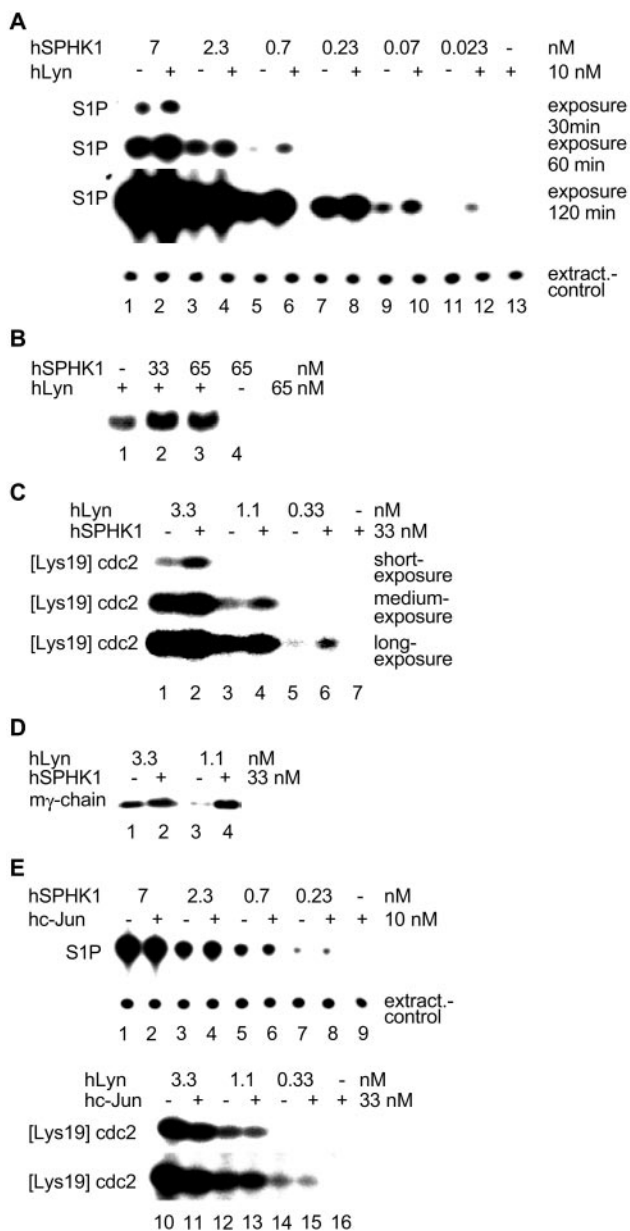 A
hSPHK1 7 2.3 0.7 0.23 0.07 0.023 - nM
hLyn - + - + - + - + - + - + + 10 nM
S1P exposure 30min
S1P exposure 60 min
S1P exposure 120 min
extract.-control
1 2 3 4 5 6 7 8 9 10 11 12 13
B
hSPHK1 - 33 65 65 nM
hLyn + + + - 65 nM
1 2 3 4
C
hLyn 3.3 1.1 0.33 - nM
hSPHK1 - + - + - + + 33 nM
[Lys19] cdc2 short-exposure
[Lys19] cdc2 medium-exposure
[Lys19] cdc2 long-exposure
1 2 3 4 5 6 7
D
hLyn 3.3 1.1 nM
hSPHK1 - + - + 33 nM
mγ-chain
1 2 3 4
E
hSPHK1 7 2.3 0.7 0.23 - nM
hc-Jun - + - + - + - + + 10 nM
S1P
extract.-control
1 2 3 4 5 6 7 8 9
hLyn 3.3 1.1 0.33 - nM
hc-Jun - + - + - + + 33 nM
[Lys19] cdc2
[Lys19] cdc2
10 11 12 13 14 15 16